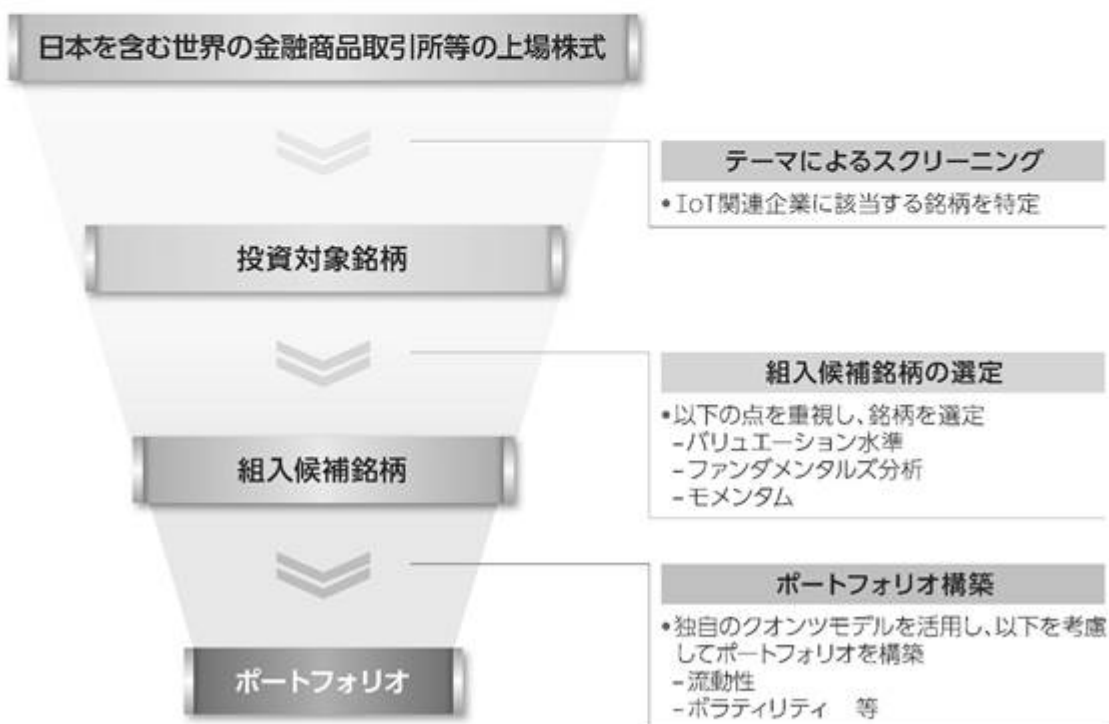 日本を含む世界の金融商品取引所等の上場株式
テーマによるスクリーニング
•IoT関連企業に該当する銘柄を特定
投資対象銘柄
組入候補銘柄の選定
•以下の点を重視し、銘柄を選定
-バリュエーション水準
-ファンダメンタルズ分析
-モメンタム
組入候補銘柄
ポートフォリオ構築
•独自のクオンツモデルを活用し、以下を考慮
してポートフォリオを構築
-流動性
-ボラティリティ　等
ポートフォリオ